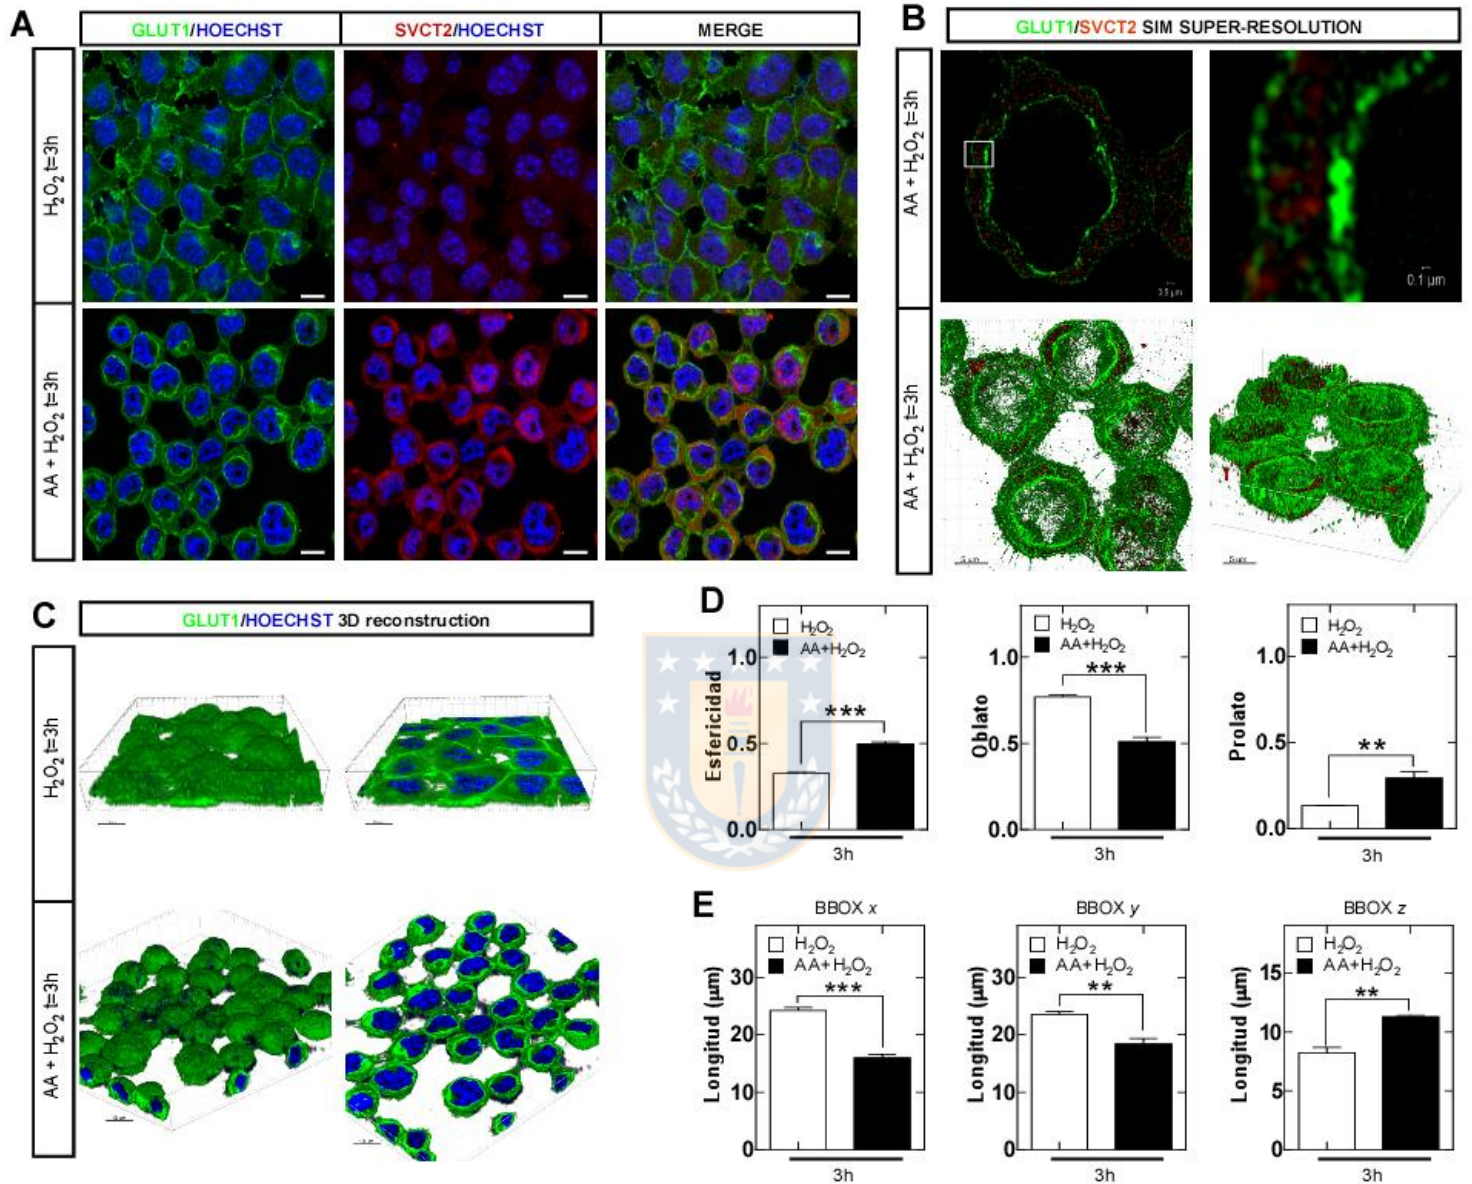 A
GLUT1/HOECHST
SVCT2/HOECHST
MERGE
H₂O₂ t=3h
AA + H₂O₂ t=3h
B
GLUT1/SVCT2 SIM SUPER-RESOLUTION
AA + H₂O₂ t=3h
0.1 µm
AA + H₂O₂ t=3h
C
GLUT1/HOECHST 3D reconstruction
H₂O₂ t=3h
AA + H₂O₂ t=3h
D
Esfericidad
H₂O₂
AA+H₂O₂
1.0
0.5
0.0
***
3h
Oblato
H₂O₂
AA+H₂O₂
1.0
0.5
0.0
***
3h
Prolato
H₂O₂
AA+H₂O₂
1.0
0.5
0.0
**
3h
E
BBOX x
Longitud (µm)
H₂O₂
AA+H₂O₂
30
20
10
0
***
3h
BBOX y
Longitud (µm)
H₂O₂
AA+H₂O₂
30
20
10
0
**
3h
BBOX z
Longitud (µm)
H₂O₂
AA+H₂O₂
15
10
5
0
**
3h